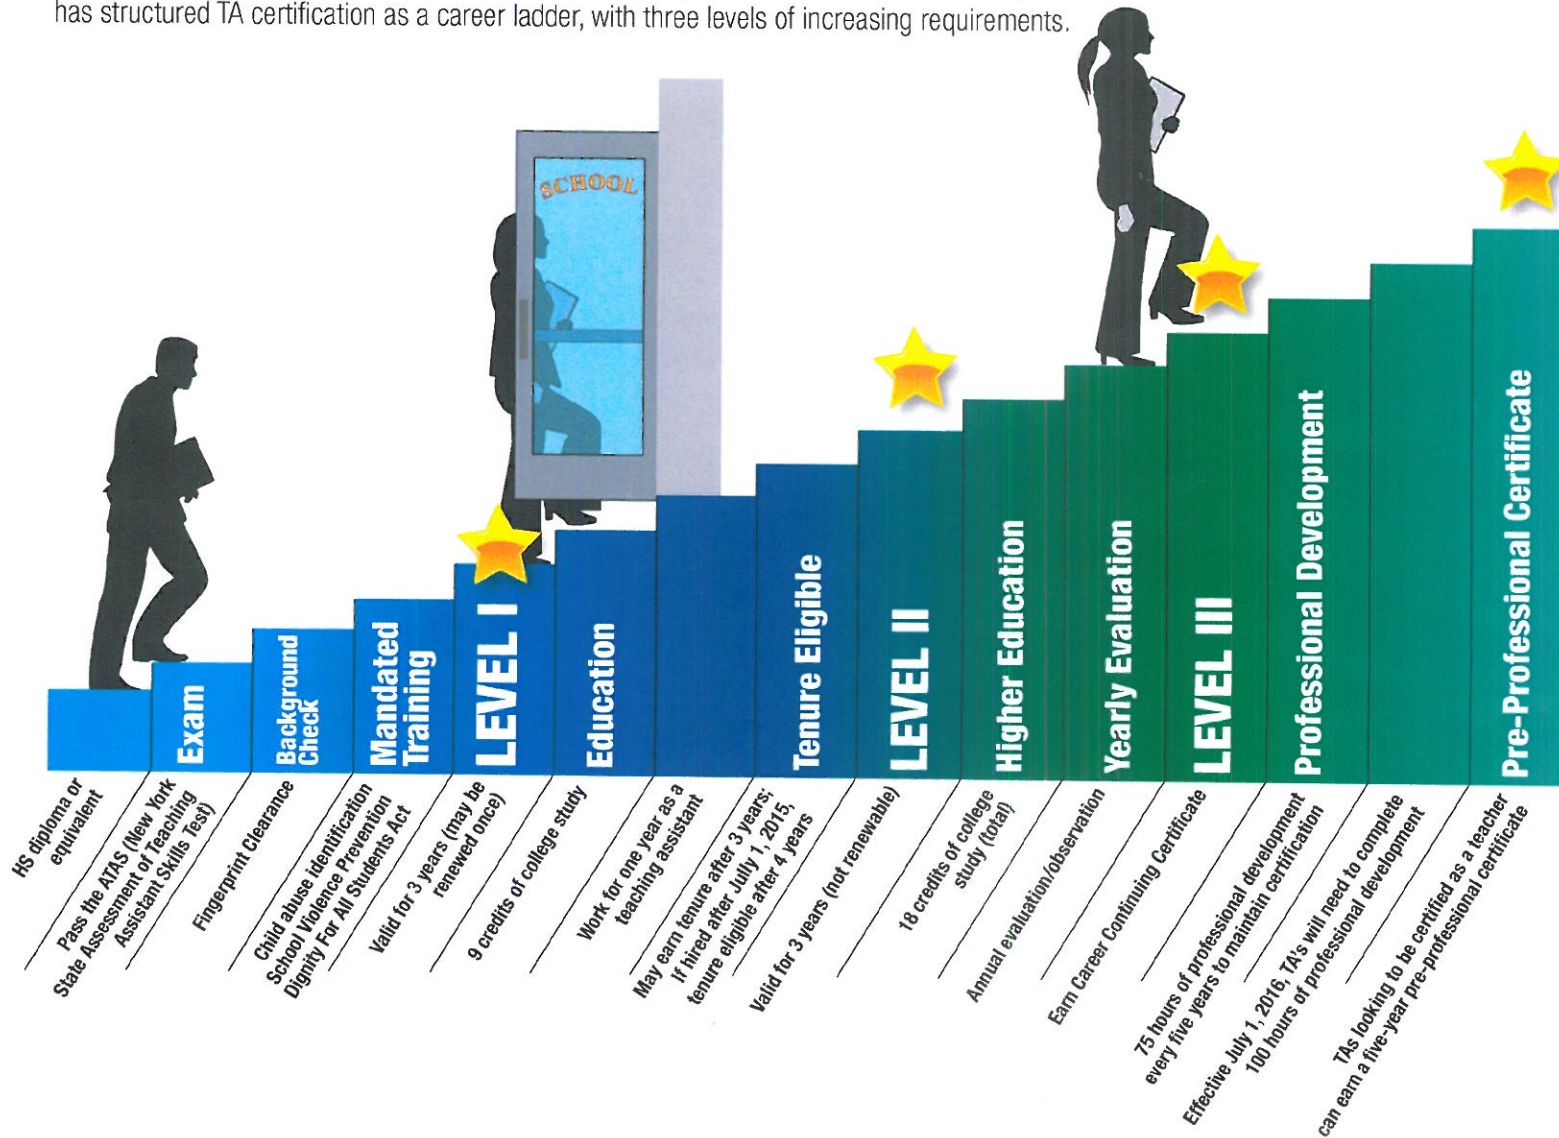 has structured TA certification as a career ladder, with three levels of increasing requirements.
SCHOOL
Exam
Background
Check
Mandated
Training
LEVEL I
Education
Tenure Eligible
LEVEL II
Higher Education
Yearly Evaluation
LEVEL III
Professional Development
Pre-Professional Certificate
HS diploma or
equivalent
Pass the ATAS (New York
State Assessment of Teaching
Assistant Skills Test)
Fingerprint Clearance
Child abuse identification
School Violence Prevention
Dignity For All Students Act
Valid for 3 years (may be
renewed once)
9 credits of college study
Work for one year as a
teaching assistant
May earn tenure after 3 years;
If hired after Jully 1, 2015,
tenure eligible after 4 years
Valid for 3 years (not renewable)
18 credits of college
study (total)
Annual evaluation/observation
Earn Career Continuing Certificate
75 hours of professional development
every five years to maintain certification
Effective July 1, 2016, TA's will need to complete
100 hours of professional development
TAs looking to be certified as a teacher
can earn a five-year pre-professional certificate